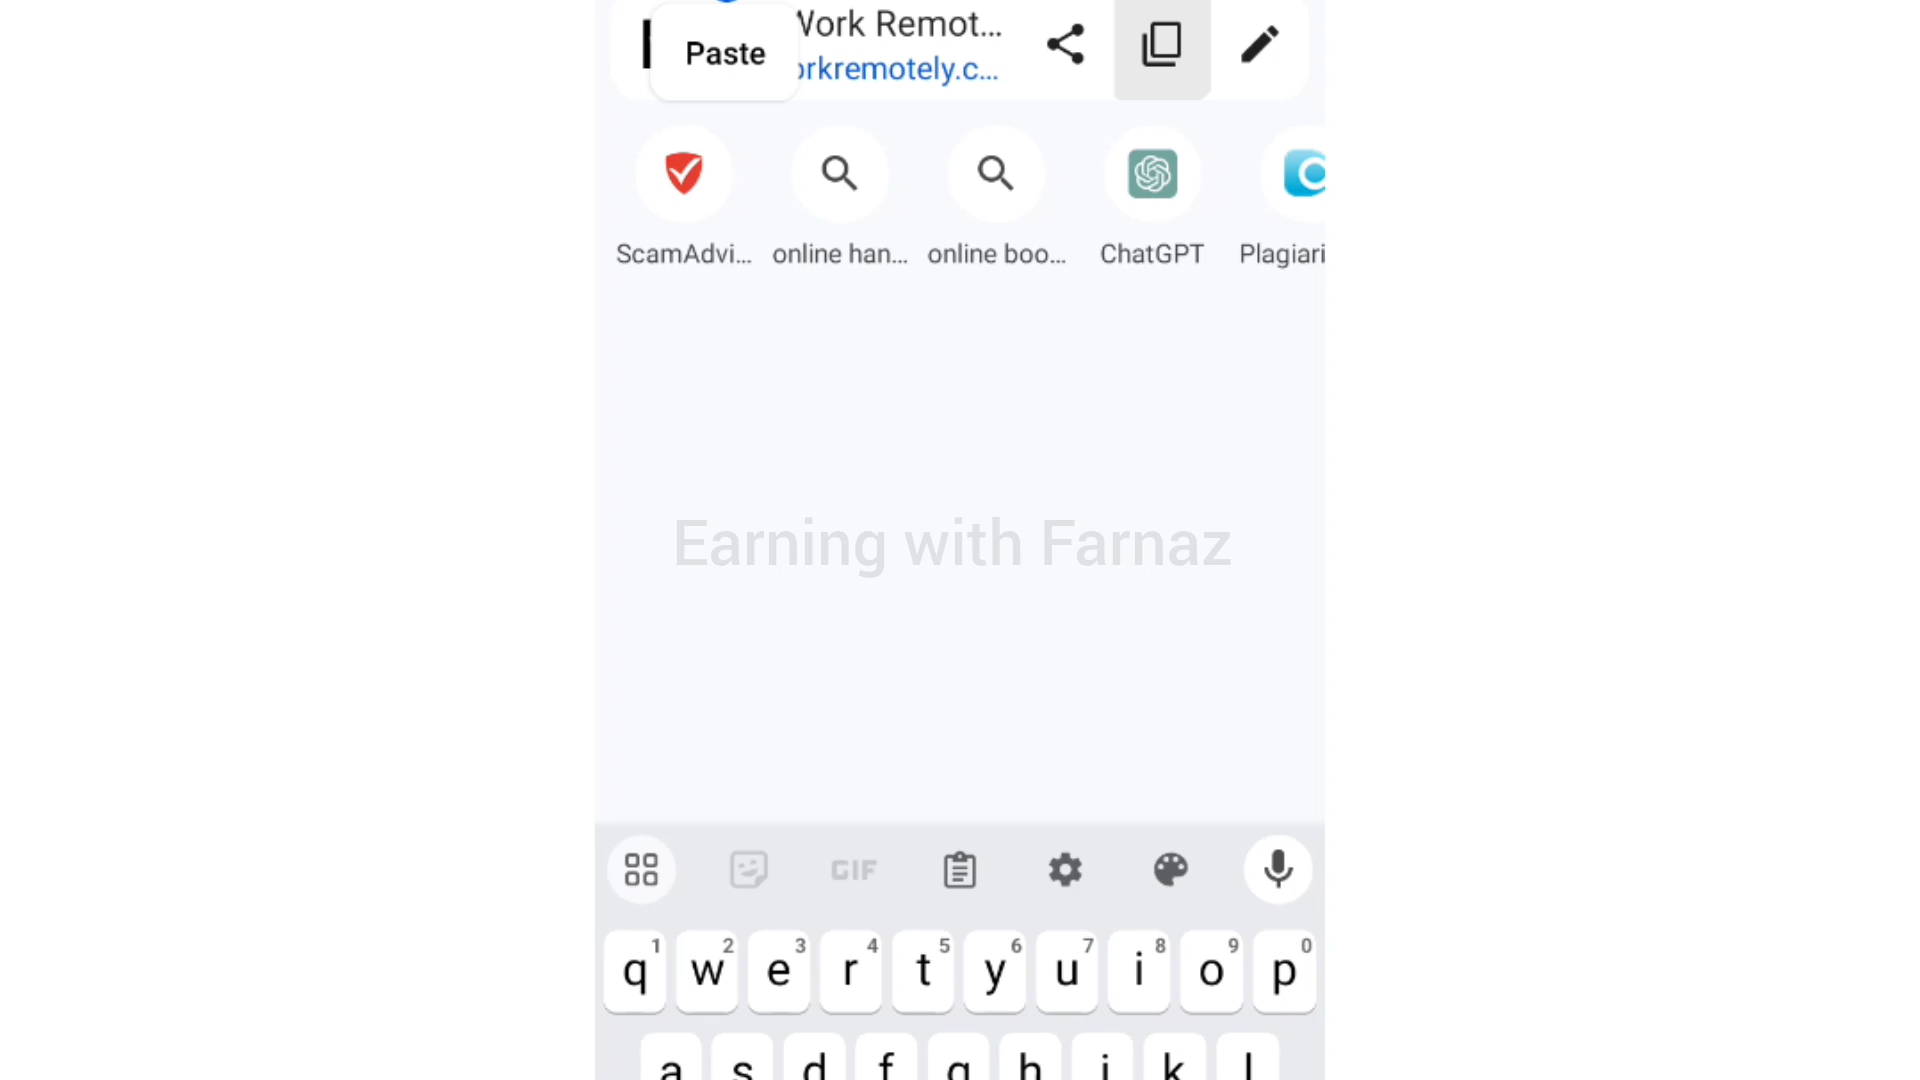 Work Remot...
Paste
orkremotely.c...
ScamAdvi... online han... online boo... ChatGPT Plagiari
Earning with Farnaz
GIF
1 2 3 4 5 6 7 8 9 0
q w e r t y u i o p
a s d f g h j k l